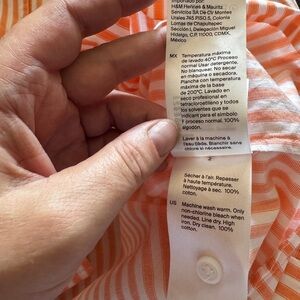 Importado por:
H&M Hennes & Mauritz
Servicios SA De CV Montes
Urales 745 PISO 5, Colonia
Lomas de Chapultepec
Sección I, Delegación Miguel
Hidalgo, C.P. 11000, CDMX,
México
MX Temperatura máxima
de lavado 40°C Proceso
normal Usar detergente.
No blanquear. No secar
en máquina o secadora.
Plancha con temperatura
máxima de la base
de 200°C. Lavado en
seco profesional en
tetracloroetileno y todos
los solventes que se
indican para el símbolo
F proceso normal. 100%
algodón.
Laver à la machine à
l'eau tiède. Blanchir sans
chlore si nécessaire.
Sécher à l'air. Repasser
à haute température.
Nettoyage à sec. 100%
coton.
US Machine wash warm. Only
non-chlorine bleach when
needed. Line dry. High
iron. Dry clean. 100%
cotton.